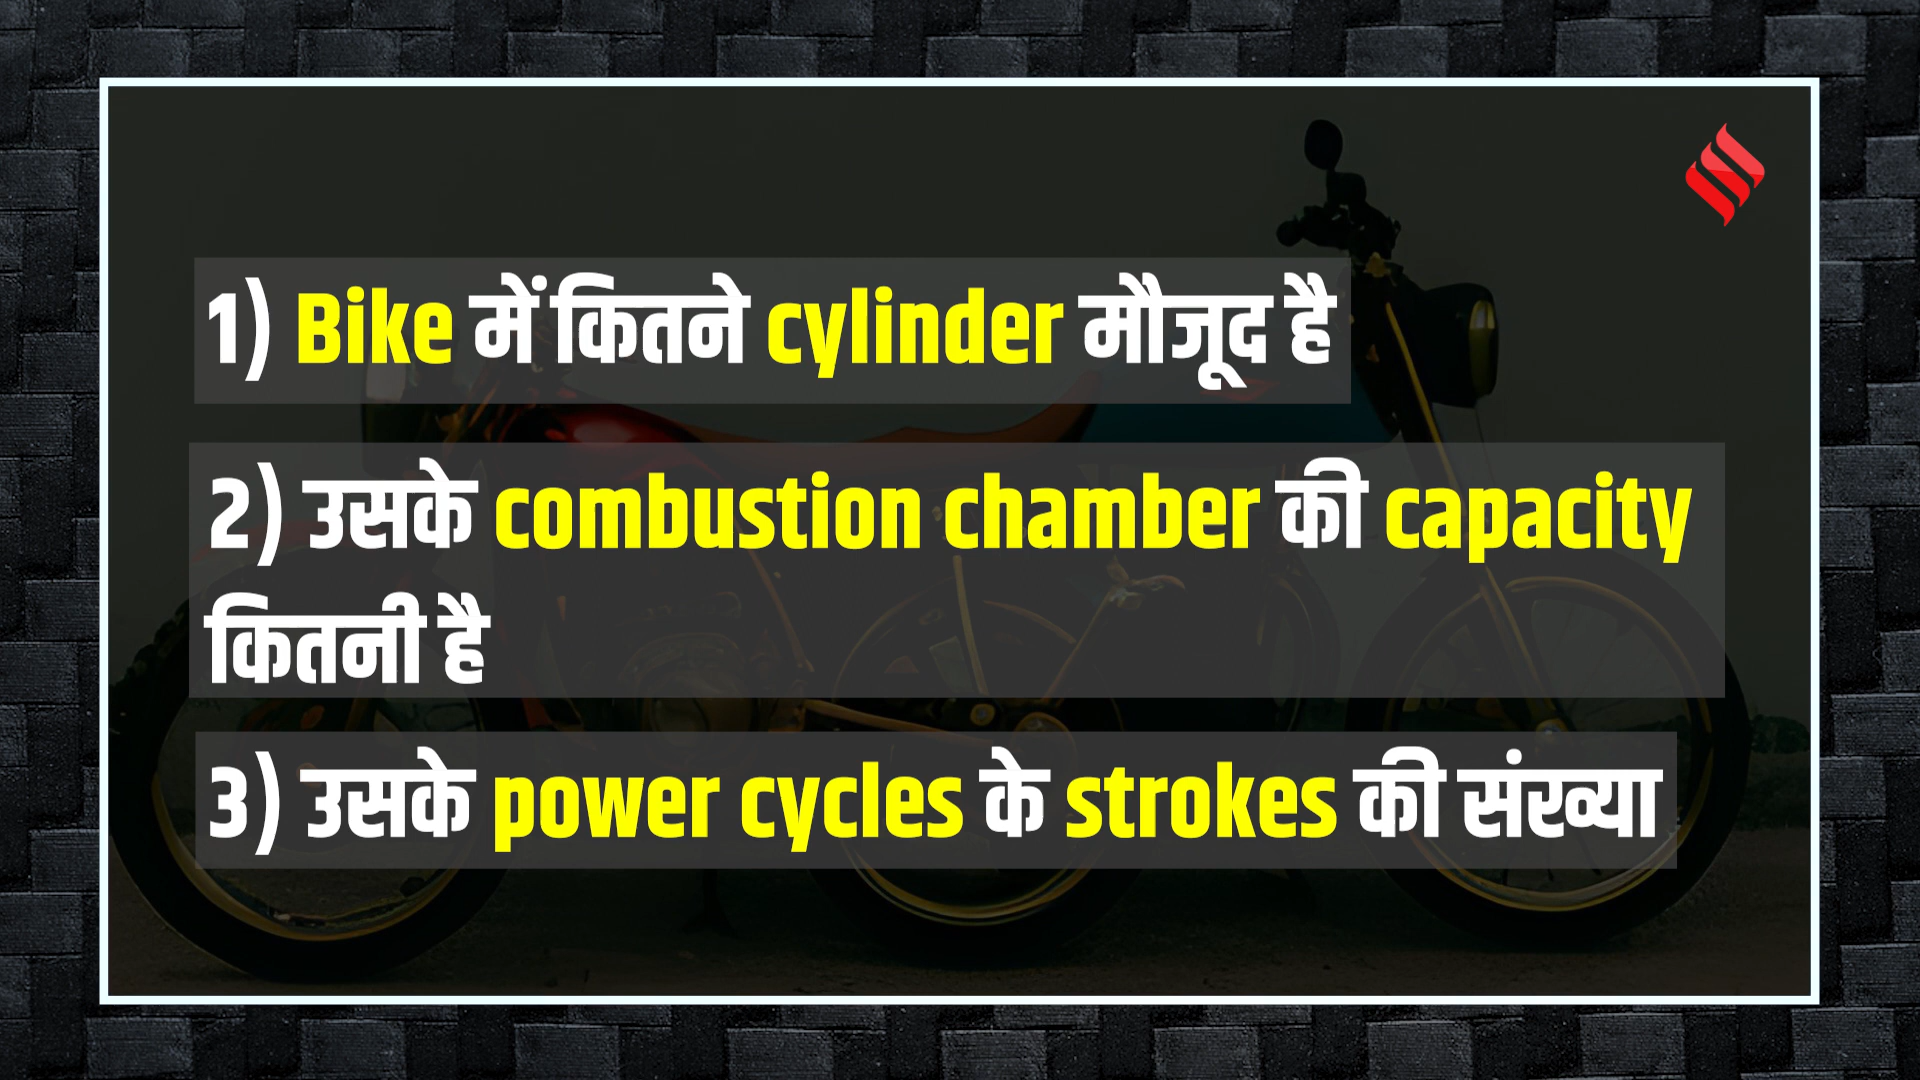 1) Bike में कितने cylinder मौजूद है
2) उसके combustion chamber की capacity
कितनी है
3) उसके power cycles के strokes की संख्या